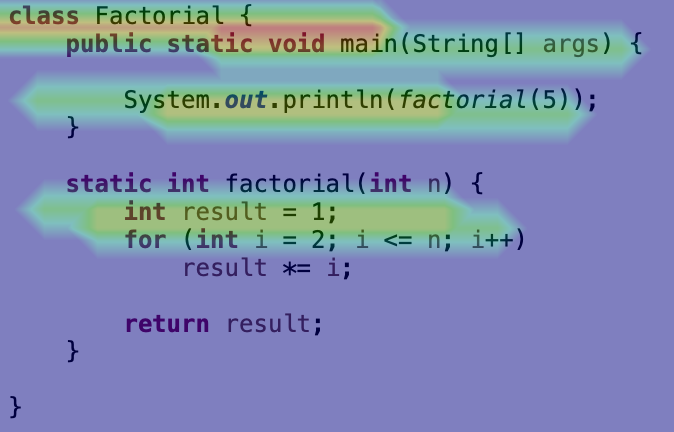 class Factorial {
    public static void main(String[] args) {
        System.out.println(factorial(5));
    }
    static int factorial(int n) {
        int result = 1;
        for (int i = 2; i <= n; i++)
            result *= i;
        return result;
    }
}